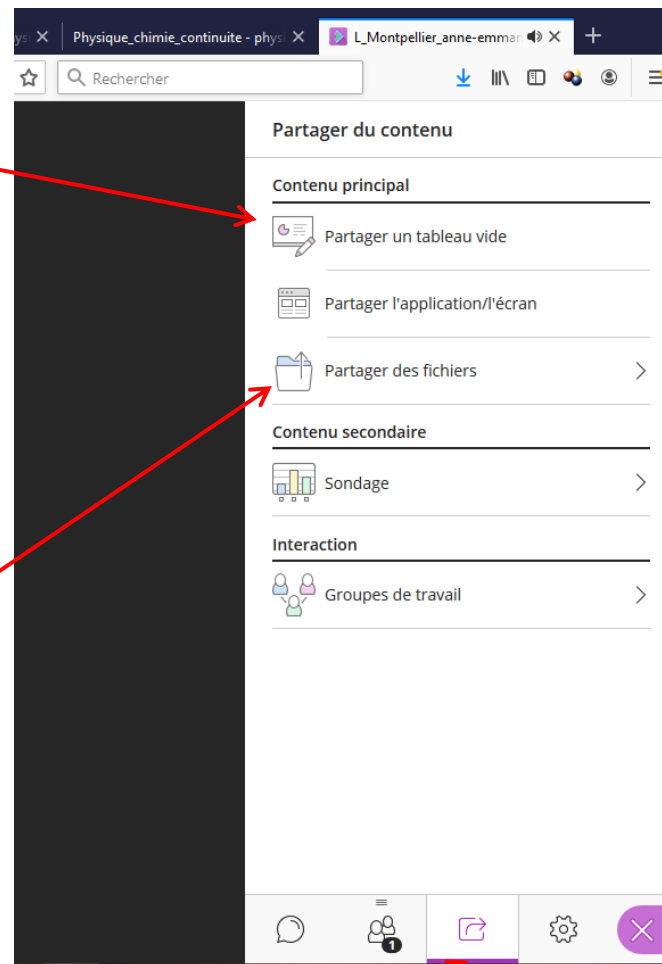 Physique_chimie_continuite - phys
L_Montpellier_anne-emman
Rechercher
Partager du contenu
Contenu principal
Partager un tableau vide
Partager l'application/l'écran
Partager des fichiers
Contenu secondaire
Sondage
Interaction
Groupes de travail
1